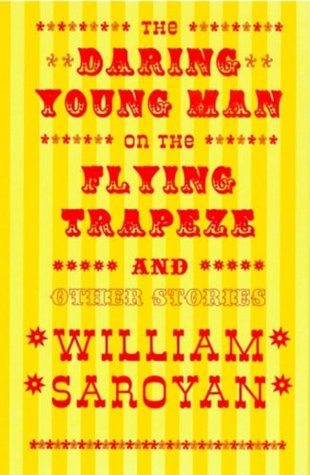 THE
DARING
YOUNG MAN
ON THE
FLYING
TRAPEZE
AND
OTHER STORIES
WILLIAM
SAROYAN